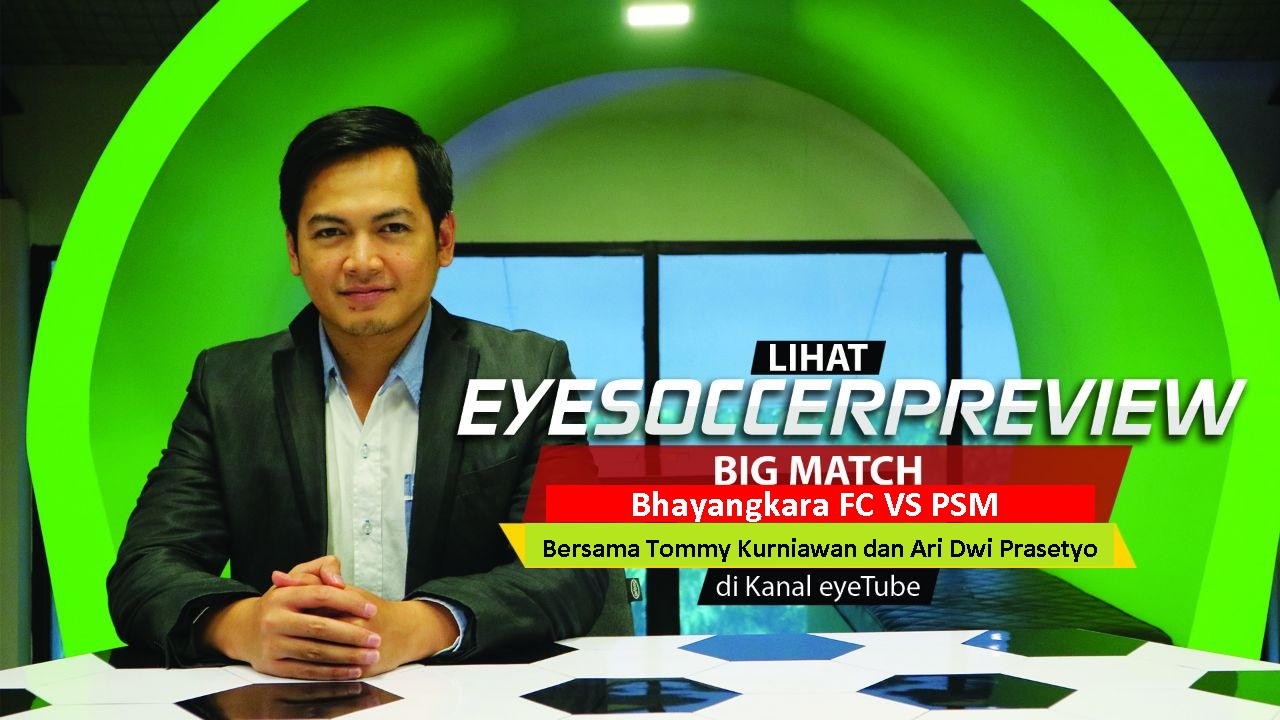 LIHAT
EYESOCCERPREVIEW
BIG MATCH
Bhayangkara FC VS PSM
Bersama Tommy Kurniawan dan Ari Dwi Prasetyo
di Kanal eyeTube